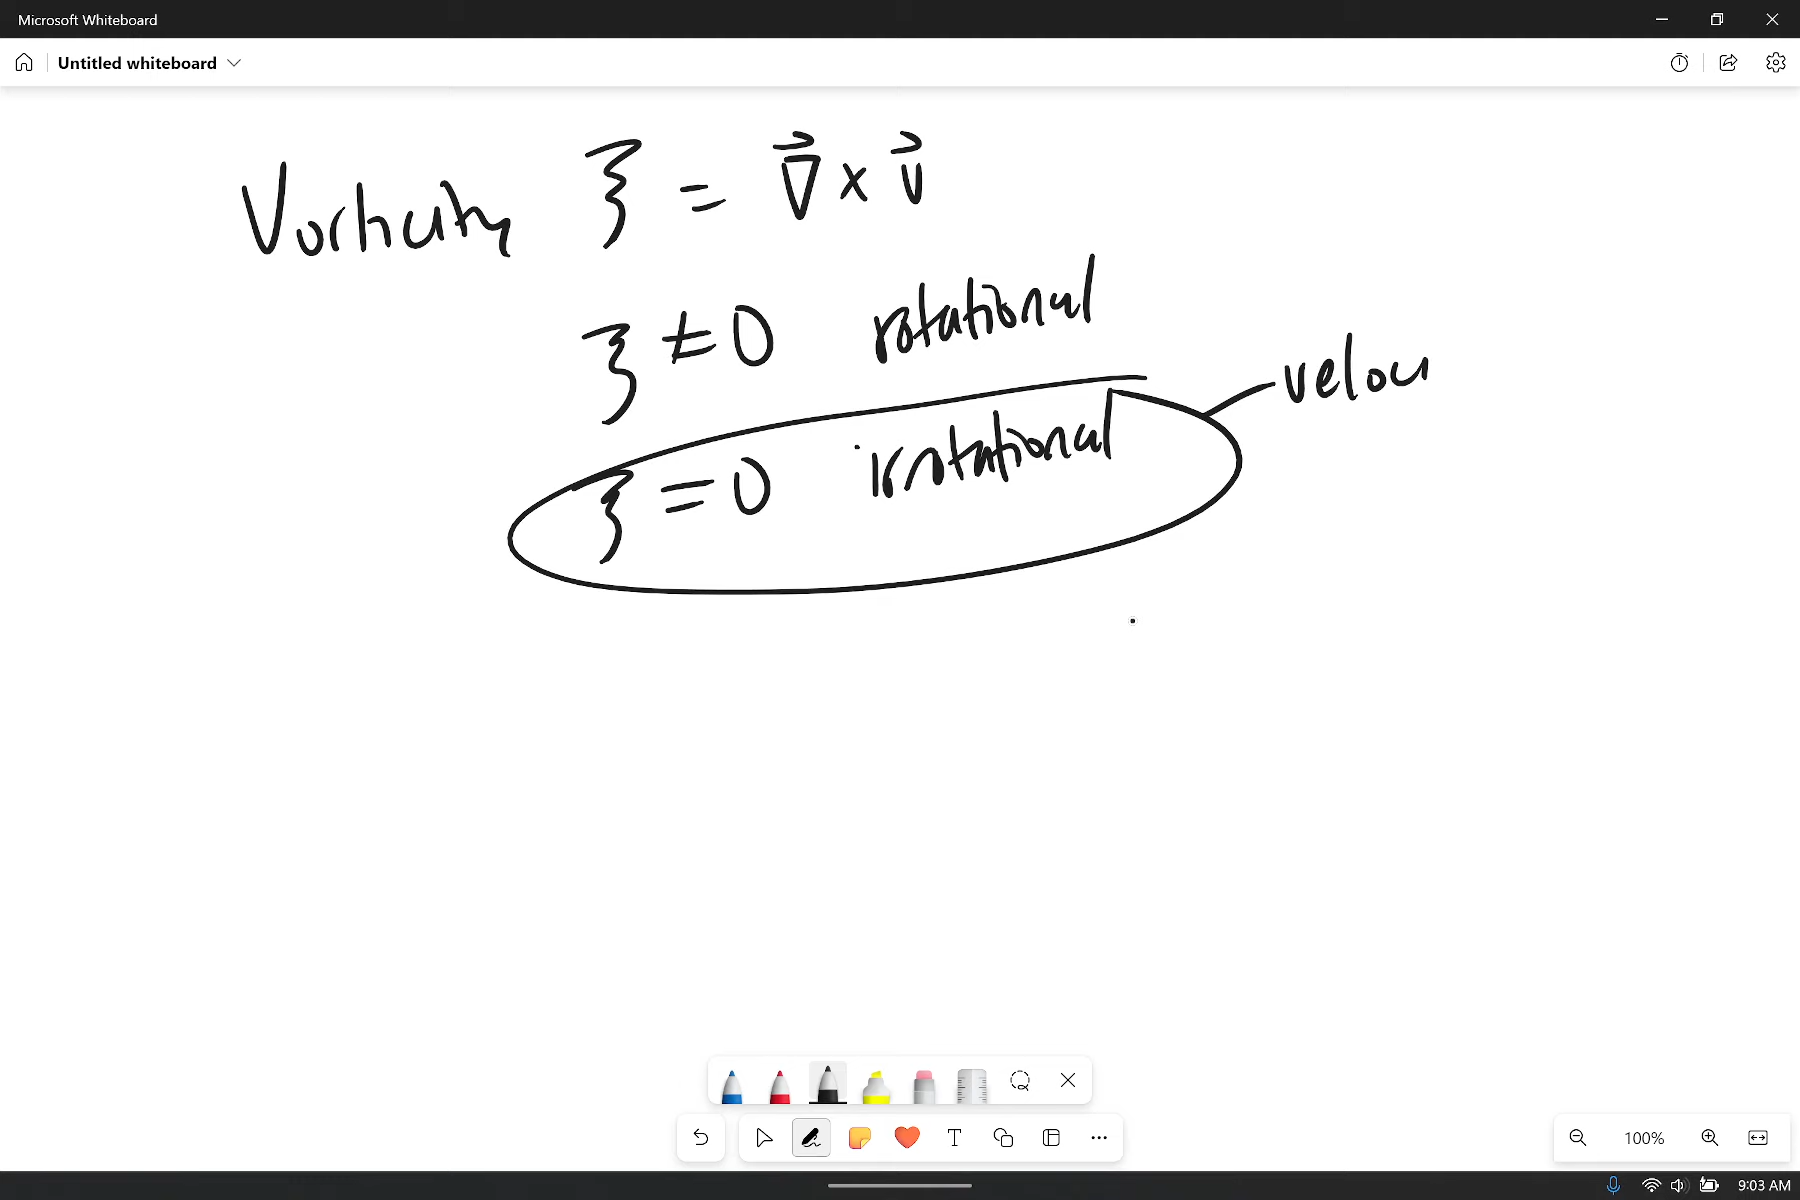 Microsoft Whiteboard
Untitled whiteboard
Vorticity ξ = ∇⃗ × v⃗
ξ ≠ 0 rotational
velou
ξ = 0 irrotational
T
100%
9:03 AM